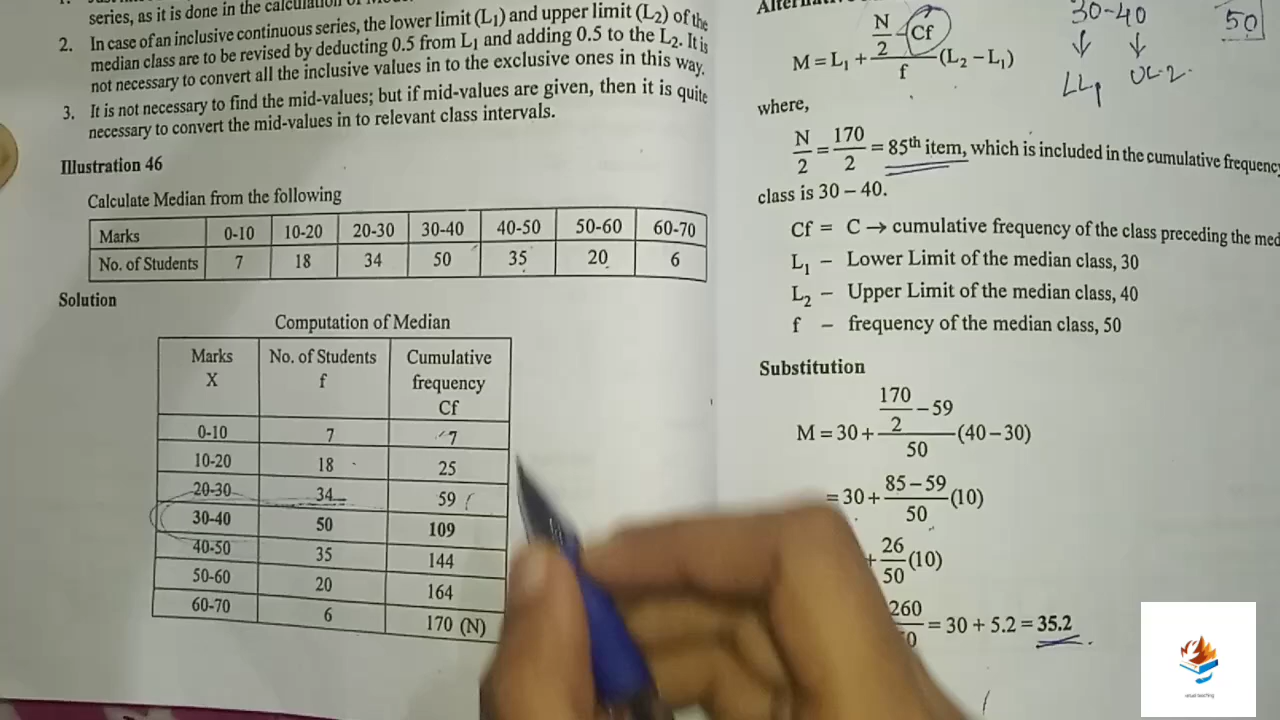 series, as it is done in the calculation of
2. In case of an inclusive continuous series, the lower limit (L₁) and upper limit (L₂) of the
median class are to be revised by deducting 0.5 from L₁ and adding 0.5 to the L₂. It is
not necessary to convert all the inclusive values in to the exclusive ones in this way.
3. It is not necessary to find the mid-values; but if mid-values are given, then it is quite
necessary to convert the mid-values in to relevant class intervals.
Illustration 46
Calculate Median from the following
Marks 0-10 10-20 20-30 30-40 40-50 50-60 60-70
No. of Students 7 18 34 50 35 20 6
Solution
Computation of Median
Marks X No. of Students f Cumulative frequency Cf
0-10 7 7
10-20 18 25
20-30 34 59
30-40 50 109
40-50 35 144
50-60 20 164
60-70 6 170 (N)
M = L₁ + (N/2 - Cf)/f (L₂ – L₁)
30-40
50
LL₁
where,
N/2 = 170/2 = 85th item, which is included in the cumulative frequency
class is 30 – 40.
Cf = C → cumulative frequency of the class preceding the med
L₁ – Lower Limit of the median class, 30
L₂ – Upper Limit of the median class, 40
f – frequency of the median class, 50
Substitution
M = 30 + (170/2 – 59)/50 (40 – 30)
= 30 + (85 – 59)/50 (10)
+ 26/50 (10)
260 = 30 + 5.2 = 35.2